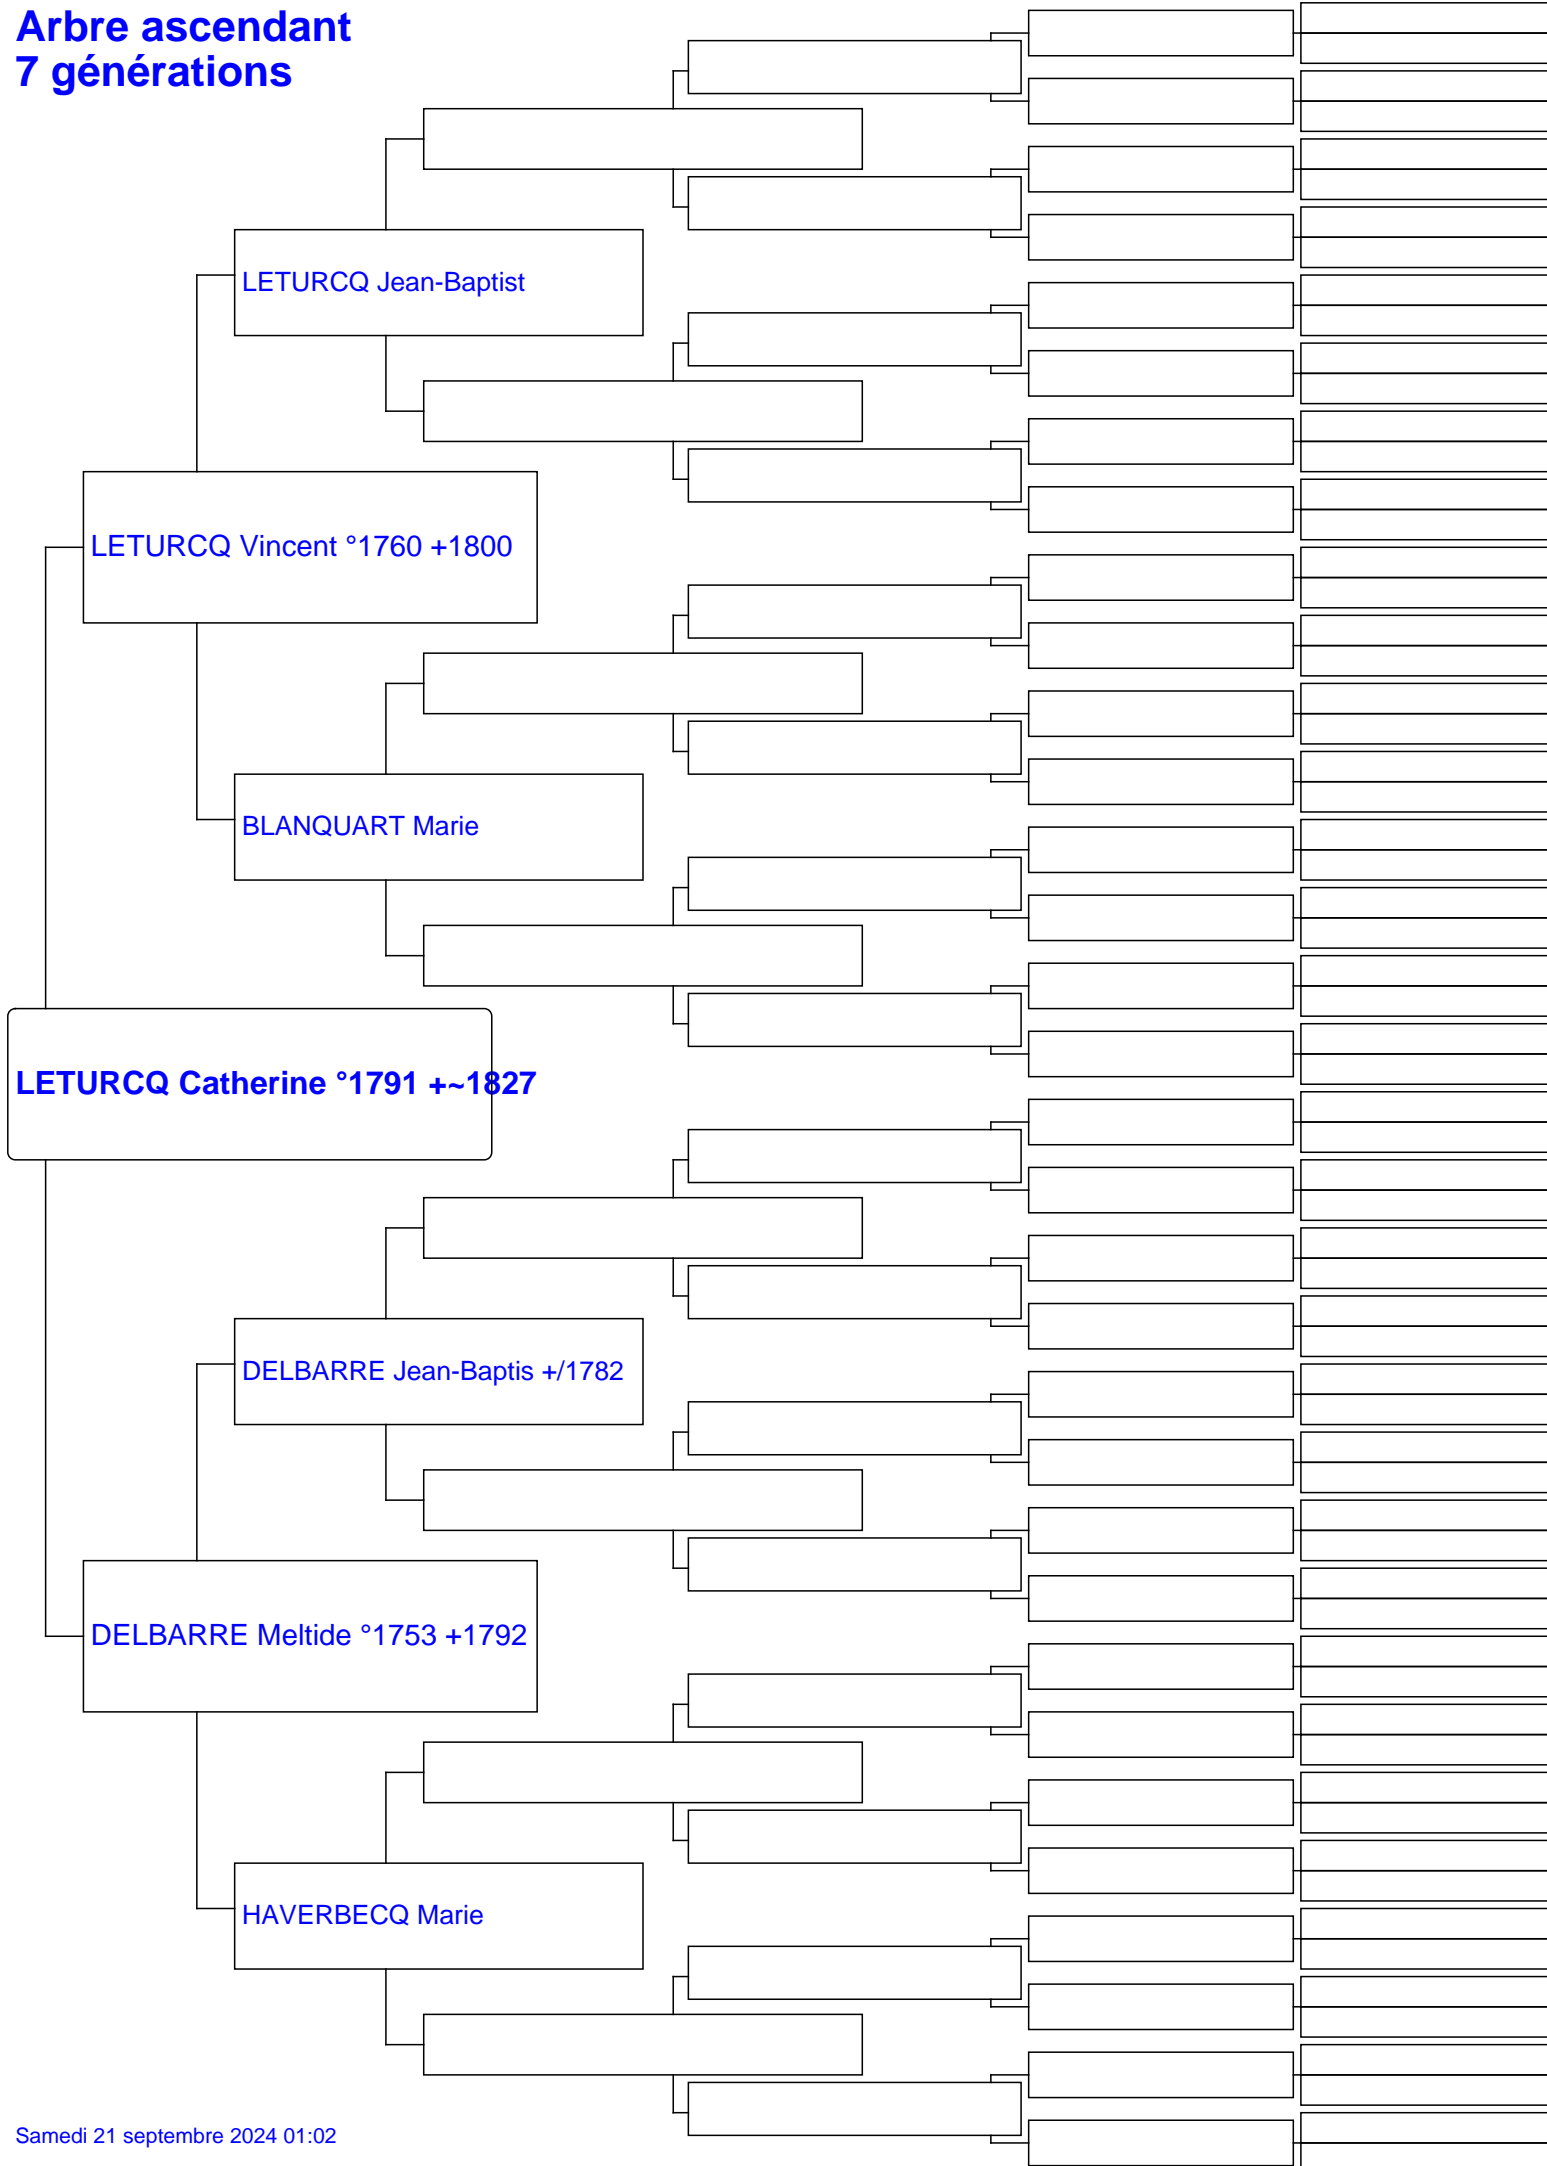 Arbre ascendant
7 générations
LETURCQ Jean-Baptist
LETURCQ Vincent °1760 +1800
BLANQUART Marie
LETURCQ Catherine °1791 +~1827
DELBARRE Jean-Baptis +/1782
DELBARRE Meltide °1753 +1792
HAVERBECQ Marie
Samedi 21 septembre 2024 01:02